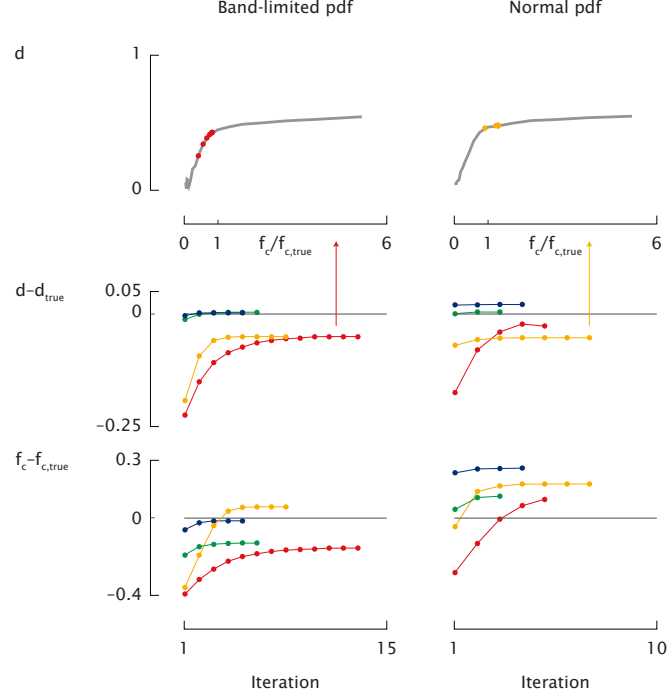 Band-limited pdf
Normal pdf
d
1
0
0
1
f_c/f_c,true
6
0
1
f_c/f_c,true
6
d–d_true
0.05
0
−0.25
f_c–f_c,true
0.3
0
−0.4
1
15
1
10
Iteration
Iteration